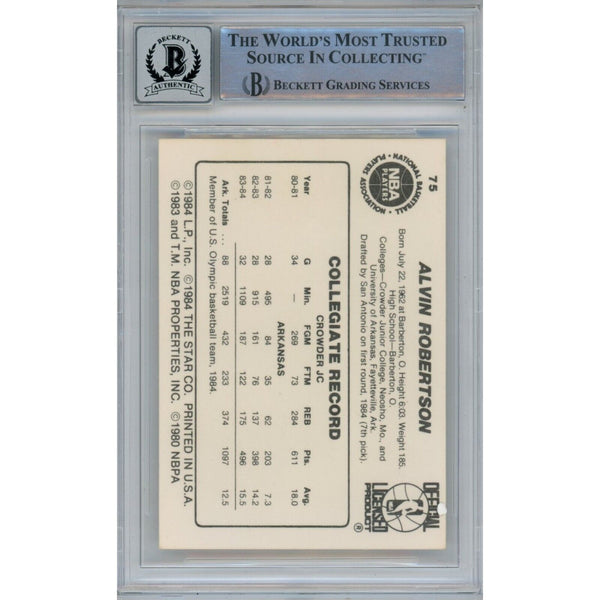 BECKETT
B
AUTHENTIC
THE WORLD'S MOST TRUSTED
SOURCE IN COLLECTING™
B BECKETT GRADING SERVICES
75
NATIONAL BASKETBALL
NBA
PLAYERS
PLAYERS ASSOCIATION
ALVIN ROBERTSON
Born July 22, 1962 at Barberton, O. Height 6:03. Weight 185.
High School—Barberton, O.
Colleges—Crowder Junior College, Neosho, Mo., and
University of Arkansas, Fayetteville, Ark.
Drafted by San Antonio on first round, 1984 (7th pick).
OFFICIAL
LICENSED
PRODUCT ®
COLLEGIATE RECORD
CROWDER JC
Year G Min. FGM FTM REB Pts. Avg.
80-81 34 — 269 73 284 611 18.0
ARKANSAS
81-82 28 495 84 35 62 203 7.3
82-83 28 915 161 76 137 398 14.2
83-84 32 1109 187 122 175 496 15.5
Ark. Totals ... 88 2519 432 233 374 1097 12.5
Member of U.S. Olympic basketball team, 1984.
©1984 L.P., Inc. ©1984 THE STAR CO. PRINTED IN U.S.A.
©1983 and T.M. NBA PROPERTIES, INC. ©1980 NBPA